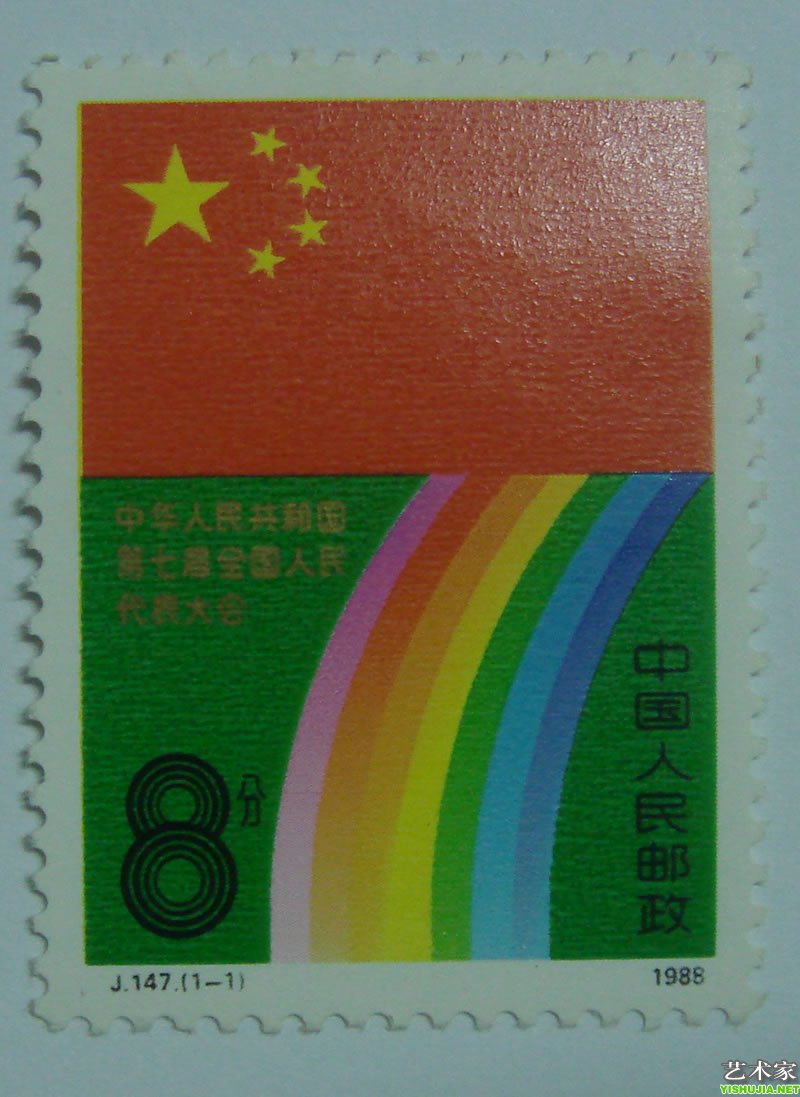 中华人民共和国
第七届全国人民
代表大会
8分
中国人民邮政
J.147.(1-1)
1988
艺术家
YISHUJIA.NET